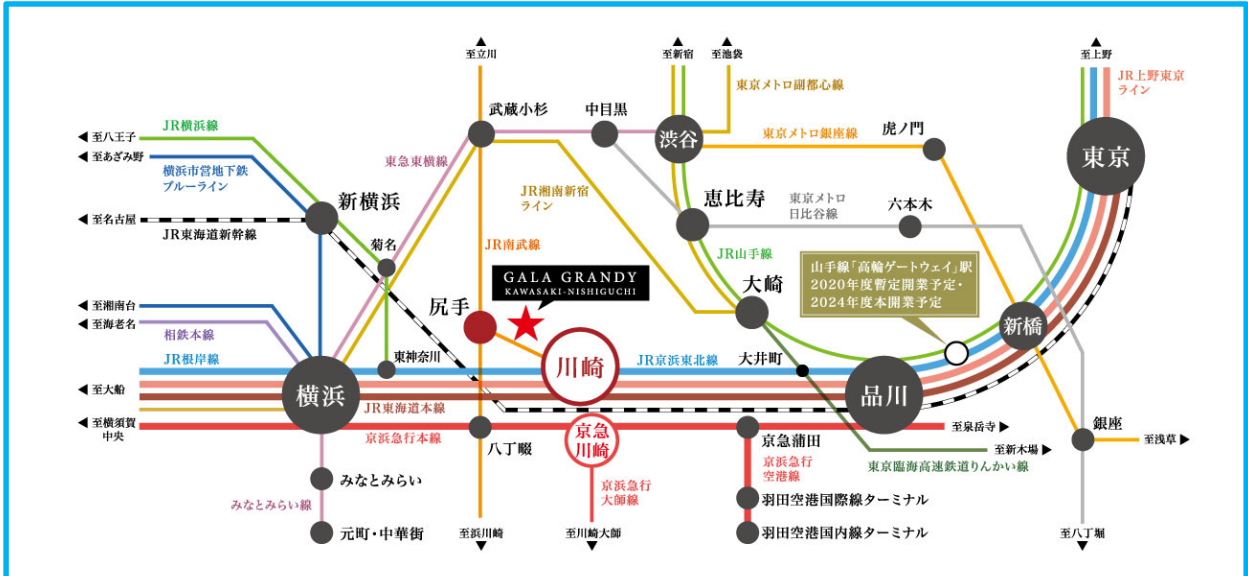 至立川
至新宿
至池袋
至上野
JR上野東京
ライン
東京メトロ副都心線
武蔵小杉
中目黒
渋谷
東京メトロ銀座線
虎ノ門
東京
至八王子
JR横浜線
至あざみ野
横浜市営地下鉄
ブルーライン
東急東横線
新横浜
JR湘南新宿
ライン
恵比寿
東京メトロ
日比谷線
六本木
至名古屋
JR東海道新幹線
菊名
JR南武線
JR山手線
GALA GRANDY
KAWASAKI-NISHIGUCHI
山手線「高輪ゲートウェイ」駅
2020年度暫定開業予定・
2024年度本開業予定
大崎
尻手
新橋
至湘南台
至海老名
相鉄本線
JR根岸線
東神奈川
川崎
JR京浜東北線
大井町
至大船
横浜
品川
JR東海道本線
至横須賀
中央
京浜急行本線
八丁畷
京急
川崎
京急蒲田
至泉岳寺
銀座
至浅草
京浜急行
空港線
至新木場
東京臨海高速鉄道りんかい線
みなとみらい
京浜急行
大師線
みなとみらい線
羽田空港国際線ターミナル
元町・中華街
至浜川崎
至川崎大師
羽田空港国内線ターミナル
至八丁堀